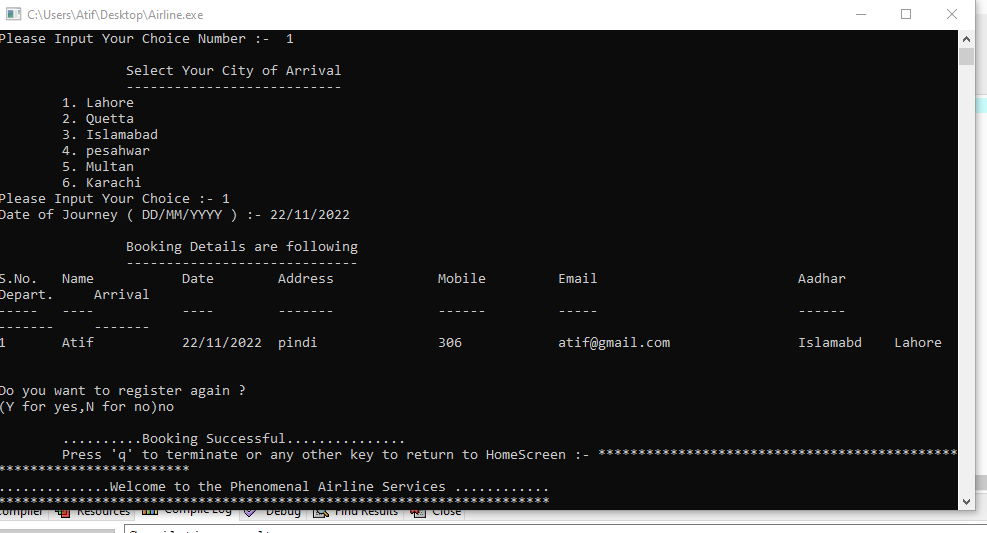 C:\Users\Atif\Desktop\Airline.exe
Please Input Your Choice Number :-  1
Select Your City of Arrival
---------------------------
1. Lahore
2. Quetta
3. Islamabad
4. pesahwar
5. Multan
6. Karachi
Please Input Your Choice :- 1
Date of Journey ( DD/MM/YYYY ) :- 22/11/2022
Booking Details are following
-----------------------------
S.No.   Name           Date        Address             Mobile         Email                         Aadhar
Depart.     Arrival
-----   ----           ----        -------             ------         -----                         ------
-------     -------
1       Atif           22/11/2022  pindi               306            atif@gmail.com                Islamabd    Lahore
Do you want to register again ?
(Y for yes,N for no)no
..........Booking Successful...............
Press 'q' to terminate or any other key to return to HomeScreen :- *********************************************
************************
..............Welcome to the Phenomenal Airline Services ............
*********************************************************************
Compiler Resources Compile Log Debug Find Results Close